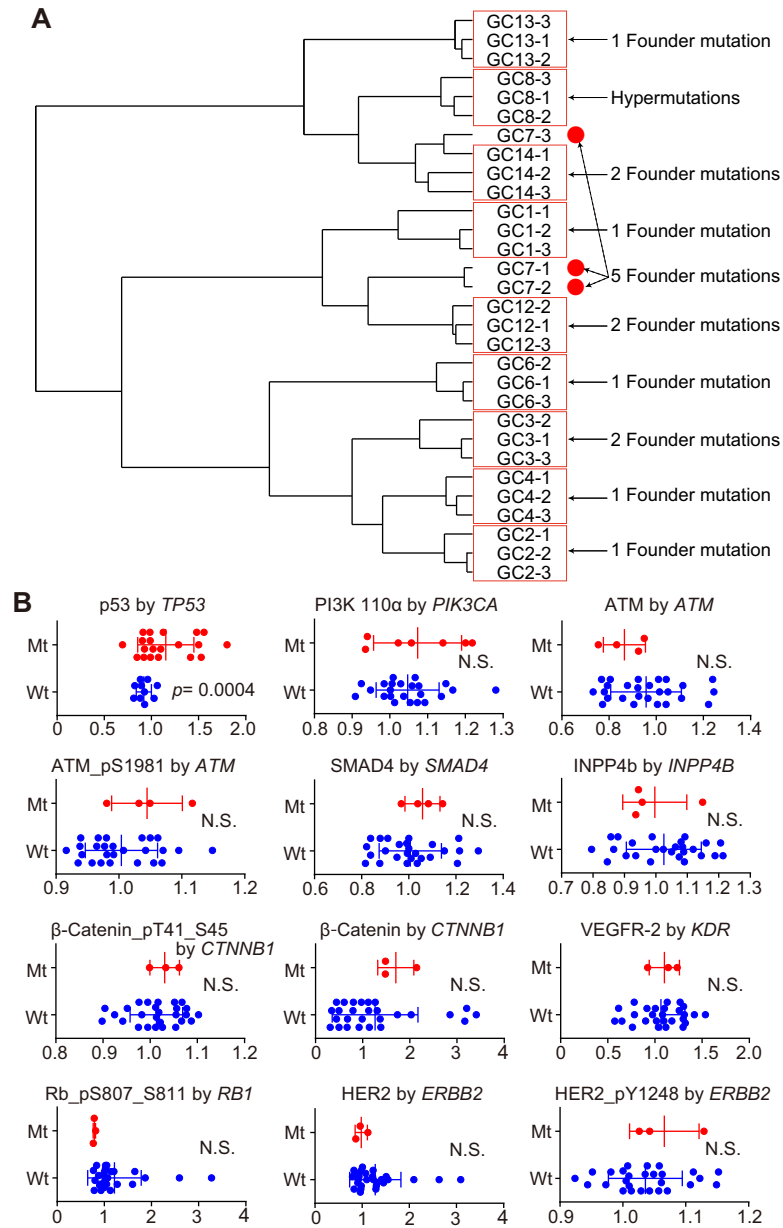 A
GC13-3
GC13-1
GC13-2
1 Founder mutation
GC8-3
GC8-1
GC8-2
Hypermutations
GC7-3
GC14-1
GC14-2
GC14-3
2 Founder mutations
GC1-1
GC1-2
GC1-3
1 Founder mutation
GC7-1
GC7-2
5 Founder mutations
GC12-2
GC12-1
GC12-3
2 Founder mutations
GC6-2
GC6-1
GC6-3
1 Founder mutation
GC3-2
GC3-1
GC3-3
2 Founder mutations
GC4-1
GC4-2
GC4-3
1 Founder mutation
GC2-1
GC2-2
GC2-3
1 Founder mutation
B
p53 by TP53
Mt
Wt
p= 0.0004
0 0.5 1.0 1.5 2.0
PI3K 110α by PIK3CA
N.S.
0.8 0.9 1.0 1.1 1.2 1.3
ATM by ATM
N.S.
0.6 0.8 1.0 1.2 1.4
ATM_pS1981 by ATM
Mt
Wt
N.S.
0.9 1.0 1.1 1.2
SMAD4 by SMAD4
N.S.
0.6 0.8 1.0 1.2 1.4
INPP4b by INPP4B
N.S.
0.7 0.8 0.9 1.0 1.1 1.2 1.3
β-Catenin_pT41_S45
by CTNNB1
Mt
Wt
N.S.
0.8 0.9 1.0 1.1 1.2
β-Catenin by CTNNB1
Mt
Wt
N.S.
0 1 2 3 4
VEGFR-2 by KDR
Mt
Wt
N.S.
0 0.5 1.0 1.5 2.0
Rb_pS807_S811 by RB1
Mt
Wt
N.S.
0 1 2 3 4
HER2 by ERBB2
Mt
Wt
N.S.
0 1 2 3 4
HER2_pY1248 by ERBB2
Mt
Wt
N.S.
0.9 1.0 1.1 1.2